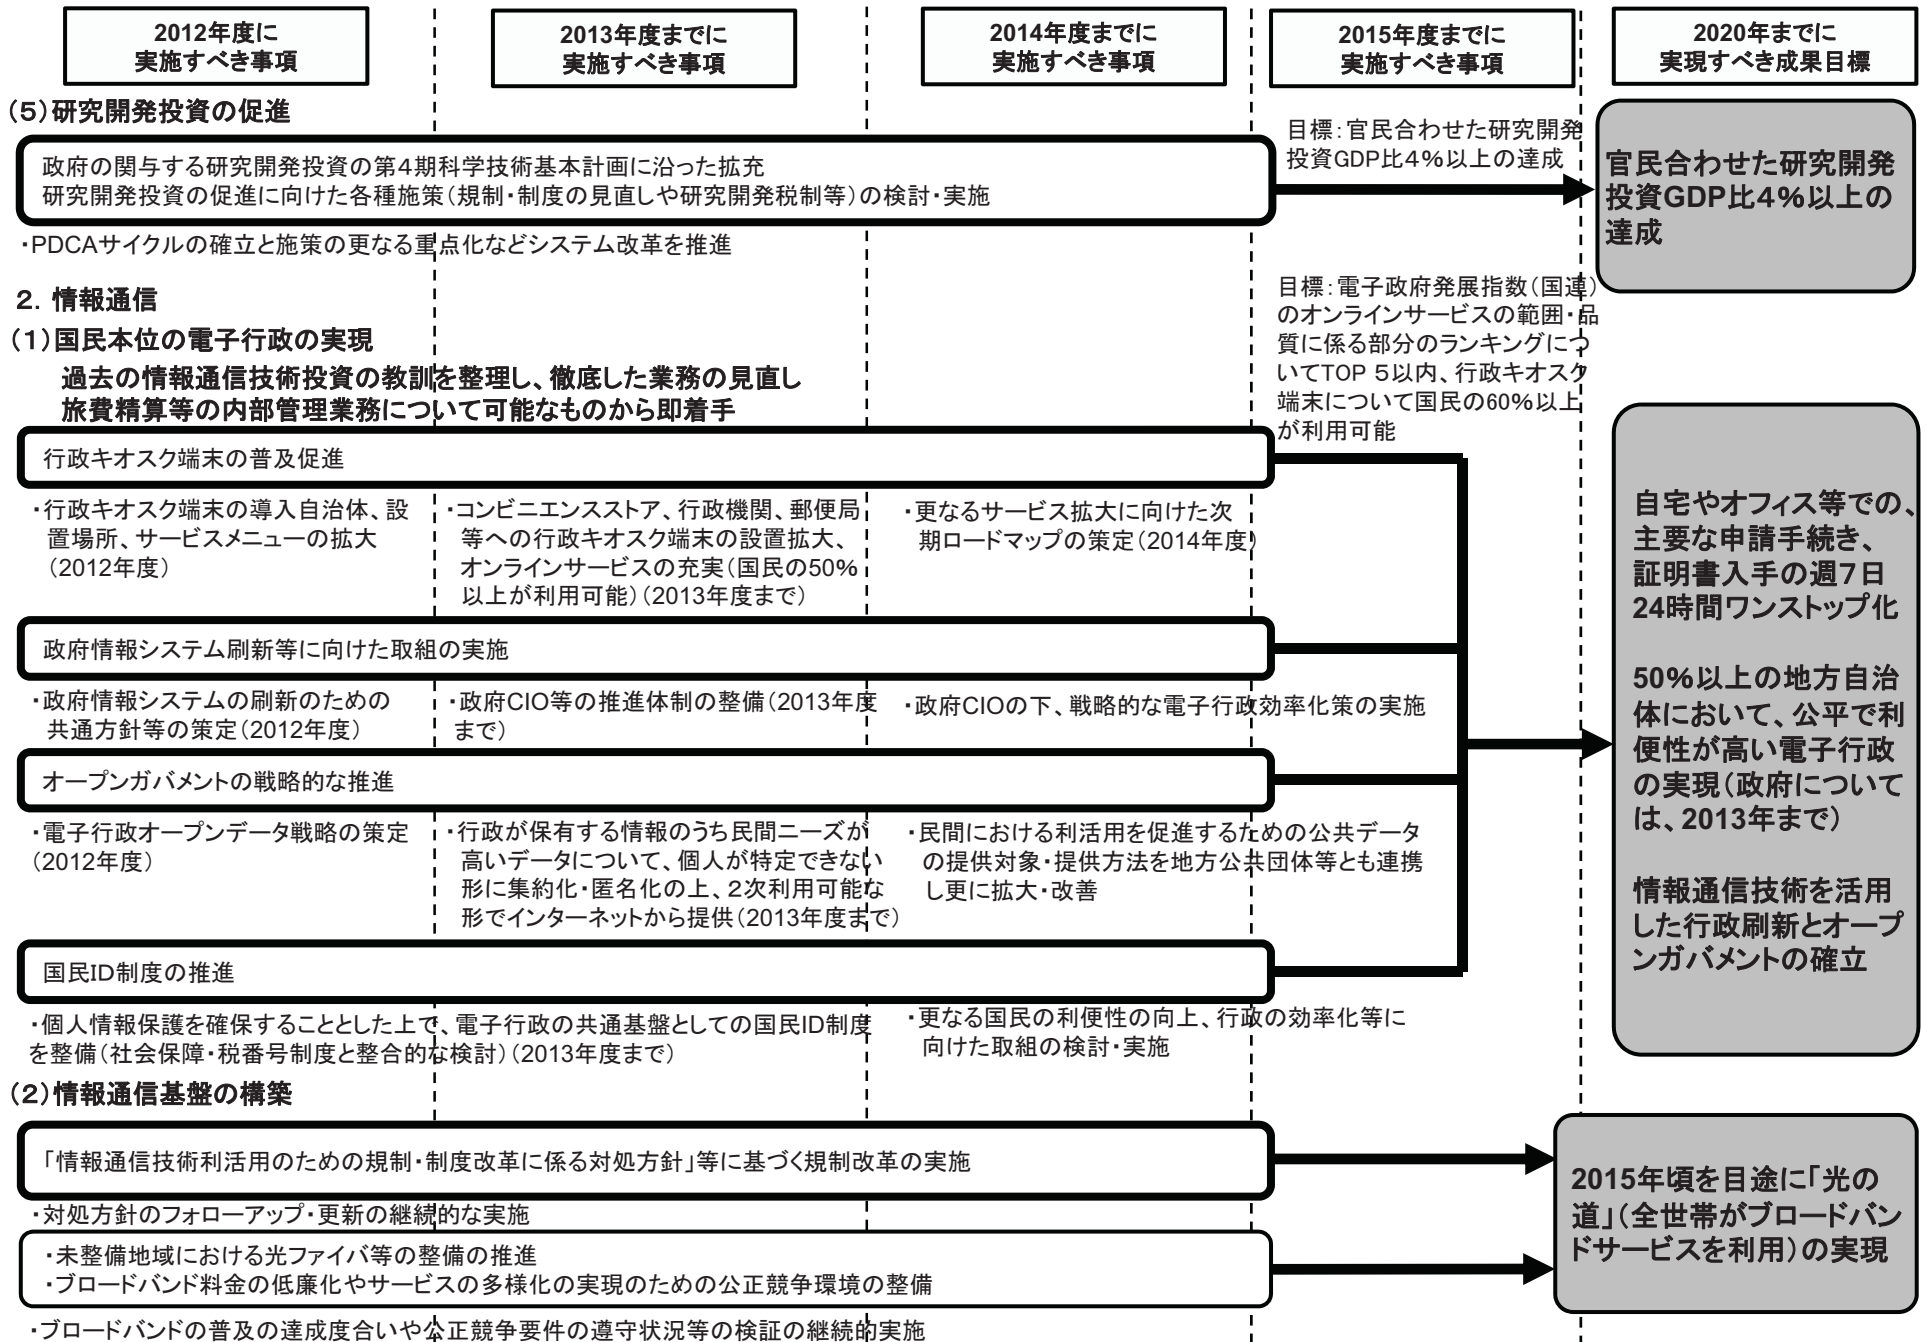 2012年度に
実施すべき事項
2013年度までに
実施すべき事項
2014年度までに
実施すべき事項
2015年度までに
実施すべき事項
2020年までに
実現すべき成果目標
（5）研究開発投資の促進
政府の関与する研究開発投資の第４期科学技術基本計画に沿った拡充
研究開発投資の促進に向けた各種施策（規制・制度の見直しや研究開発税制等）の検討・実施
・PDCAサイクルの確立と施策の更なる重点化などシステム改革を推進
目標：官民合わせた研究開発
投資GDP比４％以上の達成
官民合わせた研究開発
投資GDP比４％以上の
達成
２．情報通信
（１）国民本位の電子行政の実現
過去の情報通信技術投資の教訓を整理し、徹底した業務の見直し
旅費精算等の内部管理業務について可能なものから即着手
目標：電子政府発展指数（国連）
のオンラインサービスの範囲・品
質に係る部分のランキングにつ
いてTOP ５以内、行政キオスク
端末について国民の60％以上
が利用可能
行政キオスク端末の普及促進
・行政キオスク端末の導入自治体、設
置場所、サービスメニューの拡大
（2012年度）
・コンビニエンスストア、行政機関、郵便局
等への行政キオスク端末の設置拡大、
オンラインサービスの充実（国民の50％
以上が利用可能）（2013年度まで）
・更なるサービス拡大に向けた次
期ロードマップの策定（2014年度）
政府情報システム刷新等に向けた取組の実施
・政府情報システムの刷新のための
共通方針等の策定（2012年度）
・政府CIO等の推進体制の整備（2013年度
まで）
・政府CIOの下、戦略的な電子行政効率化策の実施
オープンガバメントの戦略的な推進
・電子行政オープンデータ戦略の策定
（2012年度）
・行政が保有する情報のうち民間ニーズが
高いデータについて、個人が特定できない
形に集約化・匿名化の上、２次利用可能な
形でインターネットから提供（2013年度まで）
・民間における利活用を促進するための公共データ
の提供対象・提供方法を地方公共団体等とも連携
し更に拡大・改善
国民ID制度の推進
・個人情報保護を確保することとした上で、電子行政の共通基盤としての国民ID制度
を整備（社会保障・税番号制度と整合的な検討）（2013年度まで）
・更なる国民の利便性の向上、行政の効率化等に
向けた取組の検討・実施
自宅やオフィス等での、
主要な申請手続き、
証明書入手の週７日
24時間ワンストップ化
50％以上の地方自治
体において、公平で利
便性が高い電子行政
の実現（政府について
は、2013年まで）
情報通信技術を活用
した行政刷新とオープ
ンガバメントの確立
（２）情報通信基盤の構築
「情報通信技術利活用のための規制・制度改革に係る対処方針」等に基づく規制改革の実施
・対処方針のフォローアップ・更新の継続的な実施
・未整備地域における光ファイバ等の整備の推進
・ブロードバンド料金の低廉化やサービスの多様化の実現のための公正競争環境の整備
・ブロードバンドの普及の達成度合いや公正競争要件の遵守状況等の検証の継続的実施
2015年頃を目途に「光の
道」（全世帯がブロードバン
ドサービスを利用）の実現